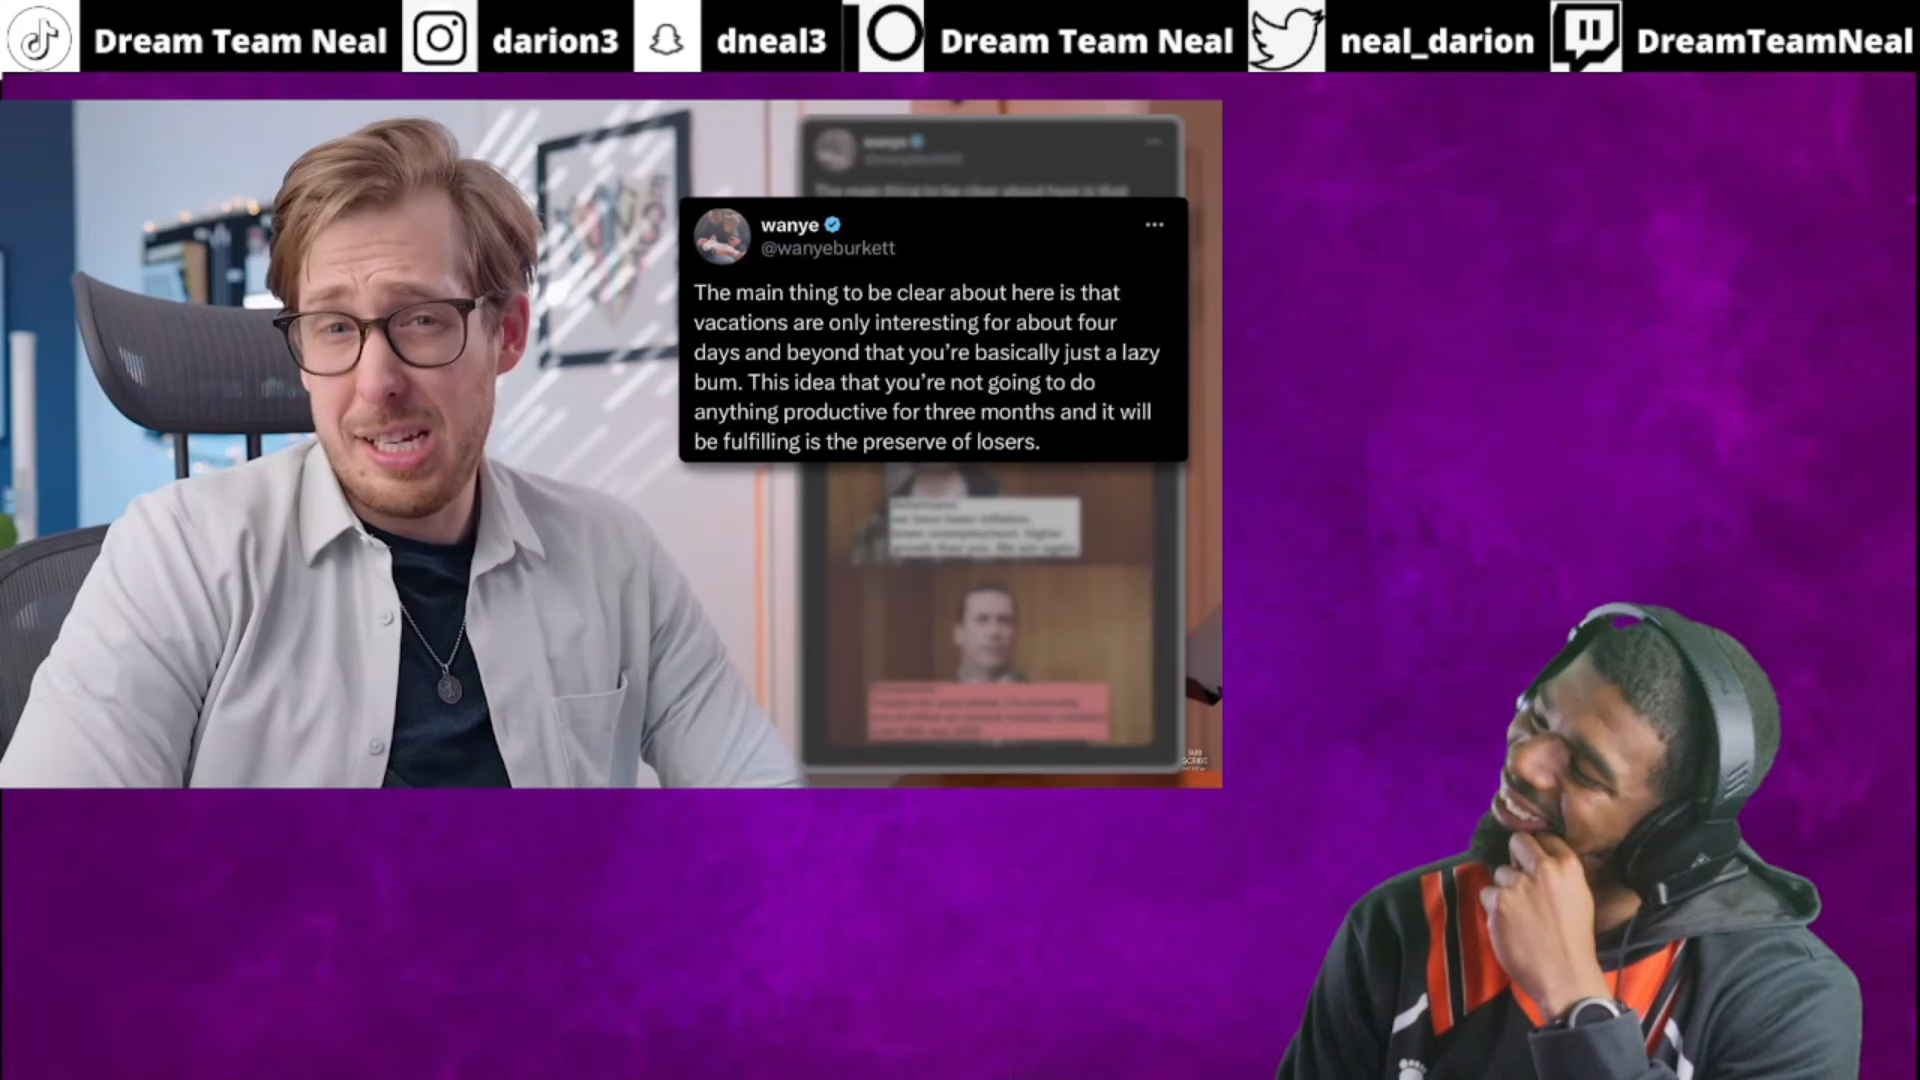 Dream Team Neal
darion3
dneal3
Dream Team Neal
neal_darion
DreamTeamNeal
wanye
wanye
@wanyeburkett
The main thing to be clear about here is that
vacations are only interesting for about four
days and beyond that you're basically just a lazy
bum. This idea that you're not going to do
anything productive for three months and it will
be fulfilling is the preserve of losers.
SUB
SCRIBE